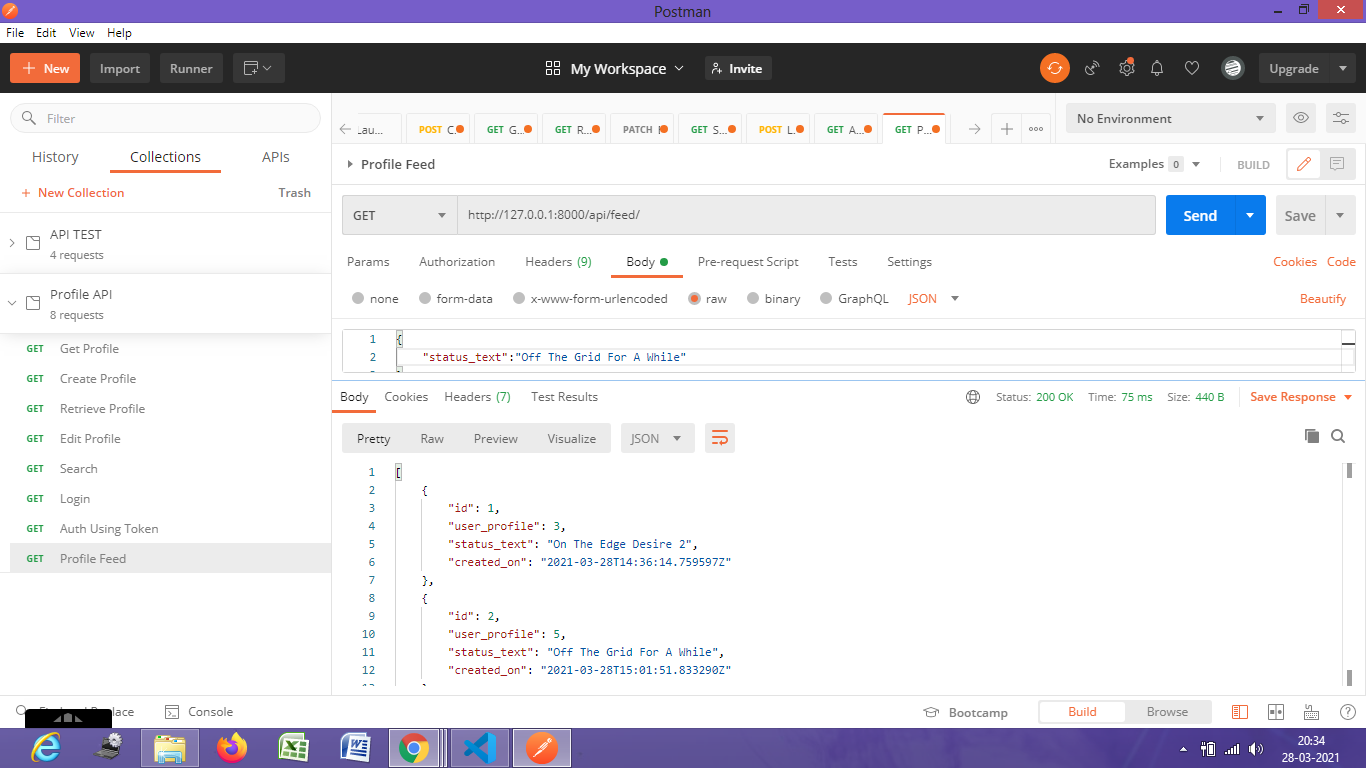 Postman
File Edit View Help
New Import Runner My Workspace Invite Upgrade
Filter
History Collections APIs
New Collection Trash
API TEST
4 requests
Profile API
8 requests
GET Get Profile
GET Create Profile
GET Retrieve Profile
GET Edit Profile
GET Search
GET Login
GET Auth Using Token
GET Profile Feed
POST C... GET G... GET R... PATCH GET S... POST L... GET A... GET P...
No Environment
Profile Feed
Examples 0 BUILD
GET http://127.0.0.1:8000/api/feed/ Send Save
Params Authorization Headers (9) Body Pre-request Script Tests Settings Cookies Code
none form-data x-www-form-urlencoded raw binary GraphQL JSON Beautify
1 {
2 "status_text":"Off The Grid For A While"
Body Cookies Headers (7) Test Results Status: 200 OK Time: 75 ms Size: 440 B Save Response
Pretty Raw Preview Visualize JSON
1 [
2 {
3 "id": 1,
4 "user_profile": 3,
5 "status_text": "On The Edge Desire 2",
6 "created_on": "2021-03-28T14:36:14.759597Z"
7 },
8 {
9 "id": 2,
10 "user_profile": 5,
11 "status_text": "Off The Grid For A While",
12 "created_on": "2021-03-28T15:01:51.833290Z"
Console Bootcamp Build Browse
20:34
28-03-2021